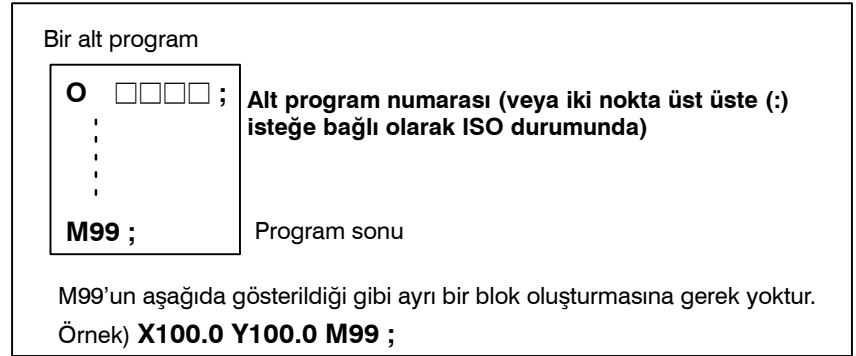 Bir alt program
O □□□□ ;
Alt program numarası (veya iki nokta üst üste (:)
isteğe bağlı olarak ISO durumunda)
M99 ;
Program sonu
M99’un aşağıda gösterildiği gibi ayrı bir blok oluşturmasına gerek yoktur.
Örnek) X100.0 Y100.0 M99 ;